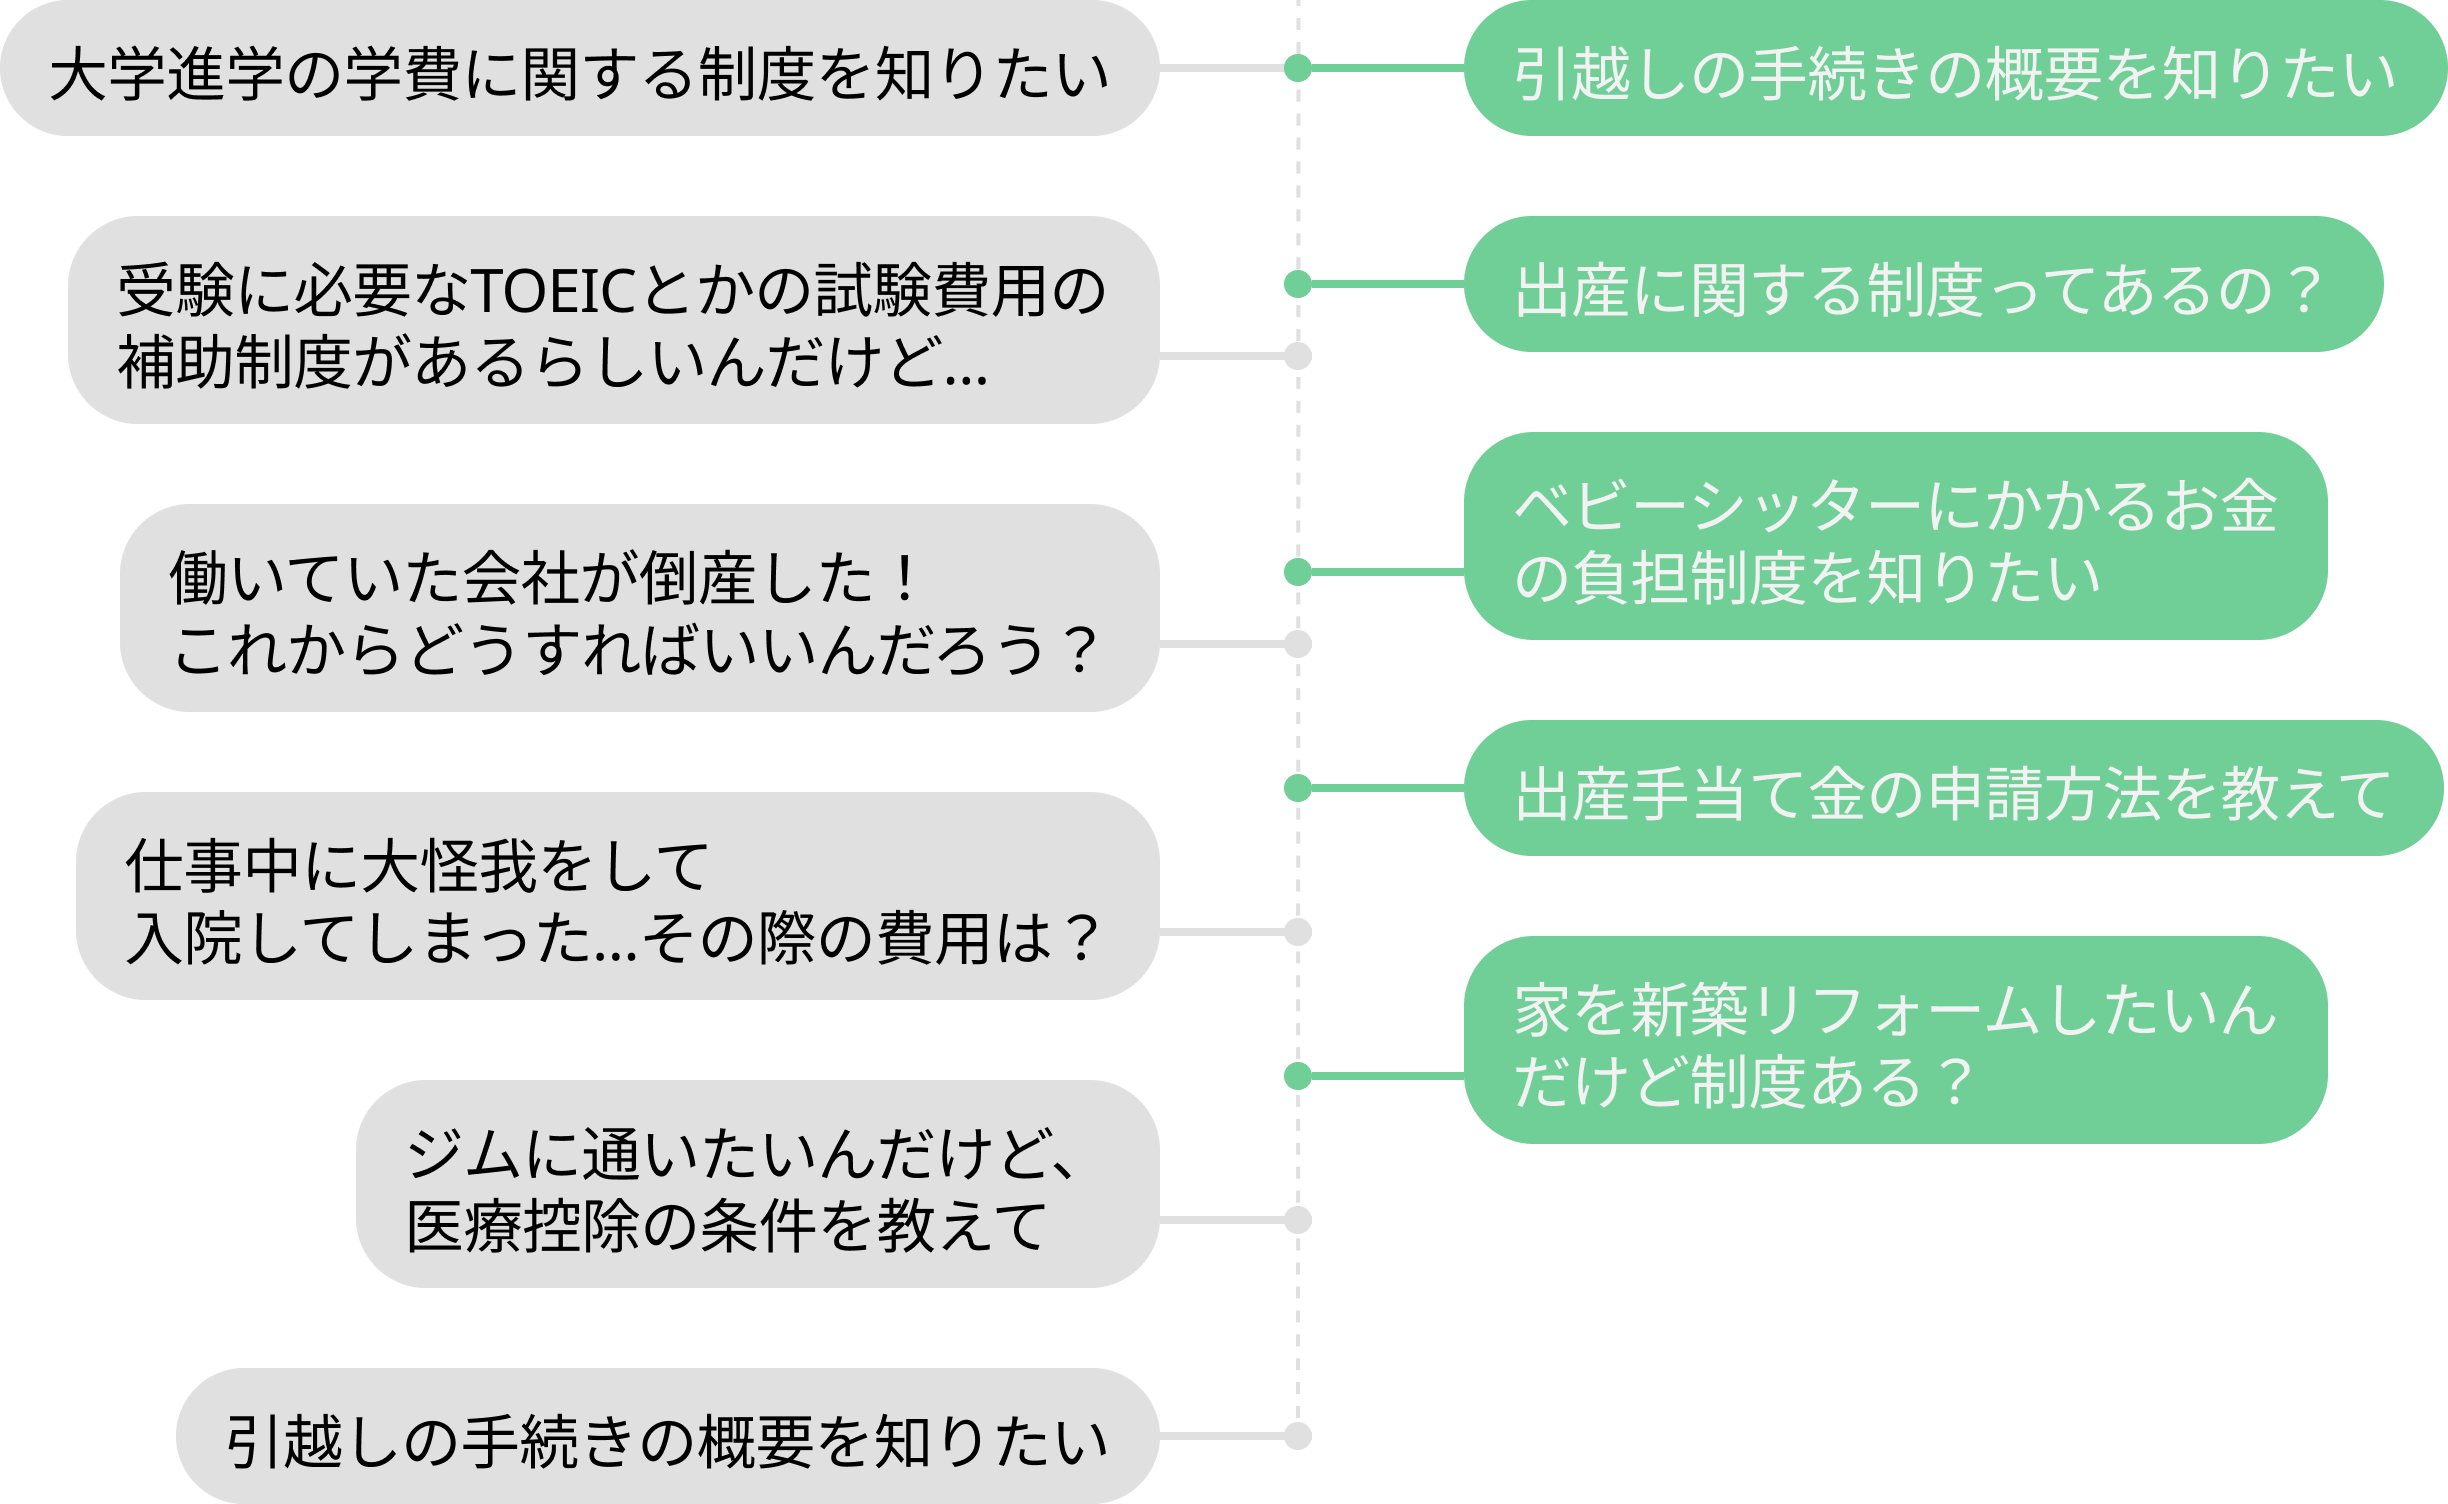 大学進学の学費に関する制度を知りたい
受験に必要なTOEICとかの試験費用の
補助制度があるらしいんだけど…
働いていた会社が倒産した！
これからどうすればいいんだろう？
仕事中に大怪我をして
入院してしまった…その際の費用は？
ジムに通いたいんだけど、
医療控除の条件を教えて
引越しの手続きの概要を知りたい
引越しの手続きの概要を知りたい
出産に関する制度ってあるの？
ベビーシッターにかかるお金
の負担制度を知りたい
出産手当て金の申請方法を教えて
家を新築リフォームしたいん
だけど制度ある？